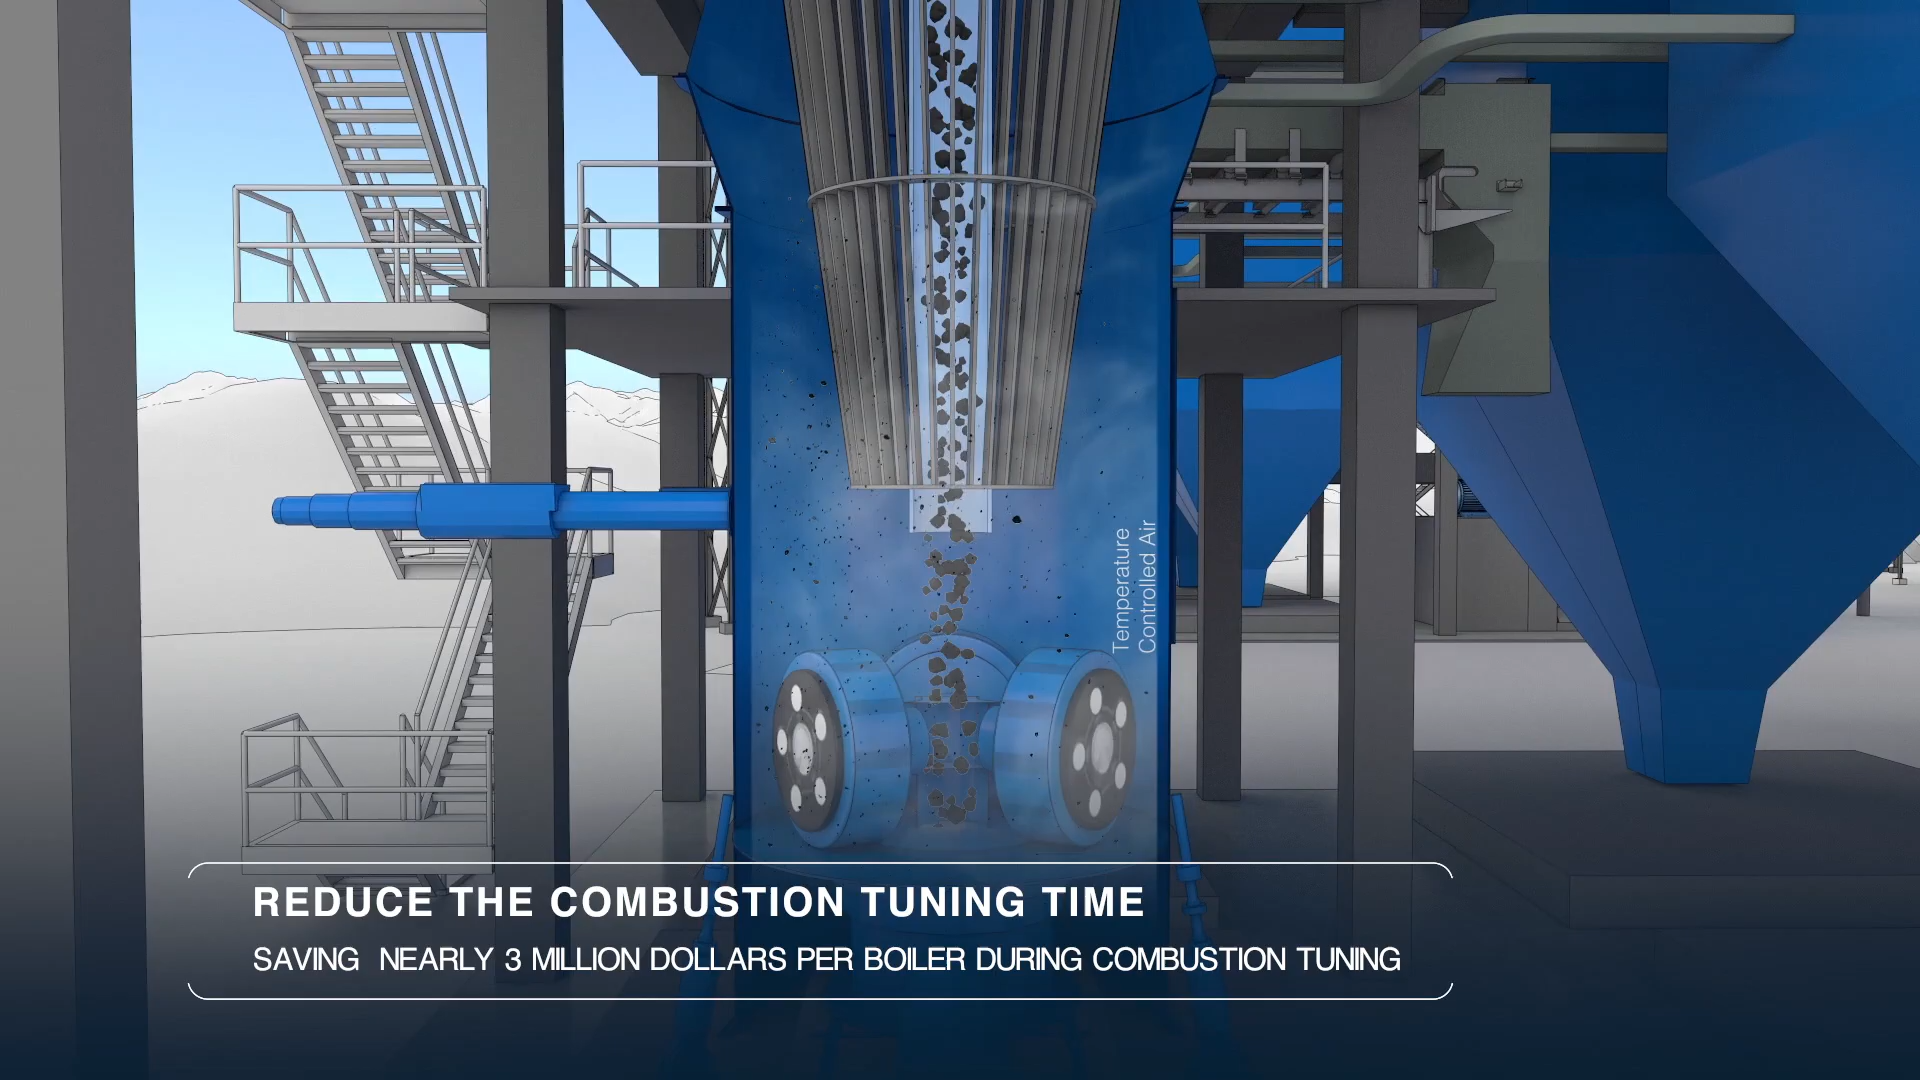 Temperature
Controlled Air
REDUCE THE COMBUSTION TUNING TIME
SAVING NEARLY 3 MILLION DOLLARS PER BOILER DURING COMBUSTION TUNING